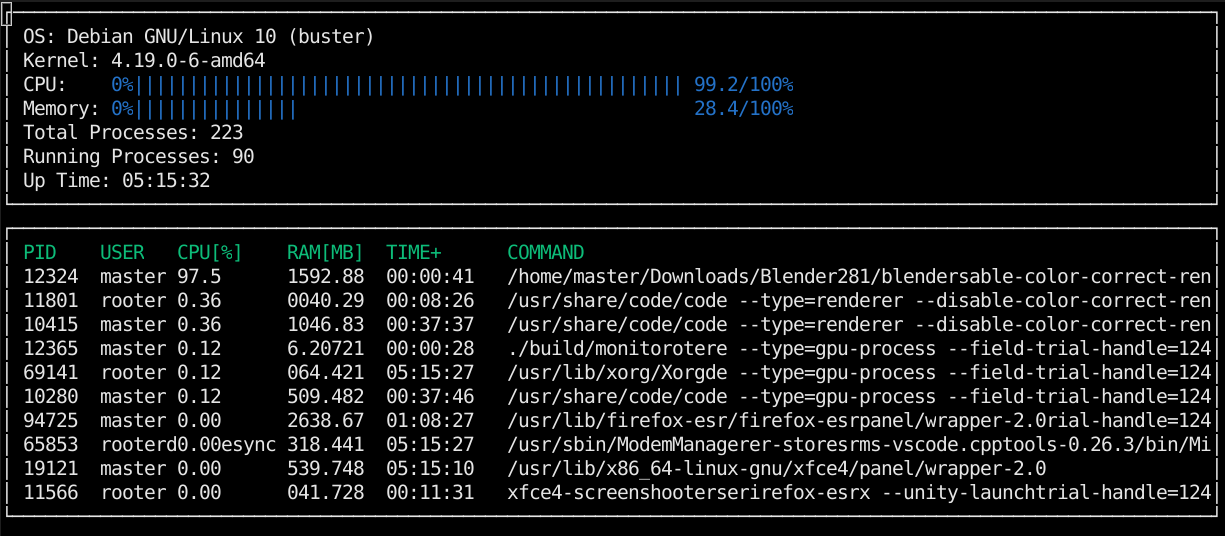 OS: Debian GNU/Linux 10 (buster)
Kernel: 4.19.0-6-amd64
CPU: 0%|||||||||||||||||||||||||||||||||||||||||||||||||| 99.2/100%
Memory: 0%||||||||||||||| 28.4/100%
Total Processes: 223
Running Processes: 90
Up Time: 05:15:32
PID USER CPU[%] RAM[MB] TIME+ COMMAND
12324 master 97.5 1592.88 00:00:41 /home/master/Downloads/Blender281/blendersable-color-correct-ren
11801 rooter 0.36 0040.29 00:08:26 /usr/share/code/code --type=renderer --disable-color-correct-ren
10415 master 0.36 1046.83 00:37:37 /usr/share/code/code --type=renderer --disable-color-correct-ren
12365 master 0.12 6.20721 00:00:28 ./build/monitorotere --type=gpu-process --field-trial-handle=124
69141 rooter 0.12 064.421 05:15:27 /usr/lib/xorg/Xorgde --type=gpu-process --field-trial-handle=124
10280 master 0.12 509.482 00:37:46 /usr/share/code/code --type=gpu-process --field-trial-handle=124
94725 master 0.00 2638.67 01:08:27 /usr/lib/firefox-esr/firefox-esrpanel/wrapper-2.0rial-handle=124
65853 rooterd0.00esync 318.441 05:15:27 /usr/sbin/ModemManagerer-storesrms-vscode.cpptools-0.26.3/bin/Mi
19121 master 0.00 539.748 05:15:10 /usr/lib/x86_64-linux-gnu/xfce4/panel/wrapper-2.0
11566 rooter 0.00 041.728 00:11:31 xfce4-screenshooterserirefox-esrx --unity-launchtrial-handle=124